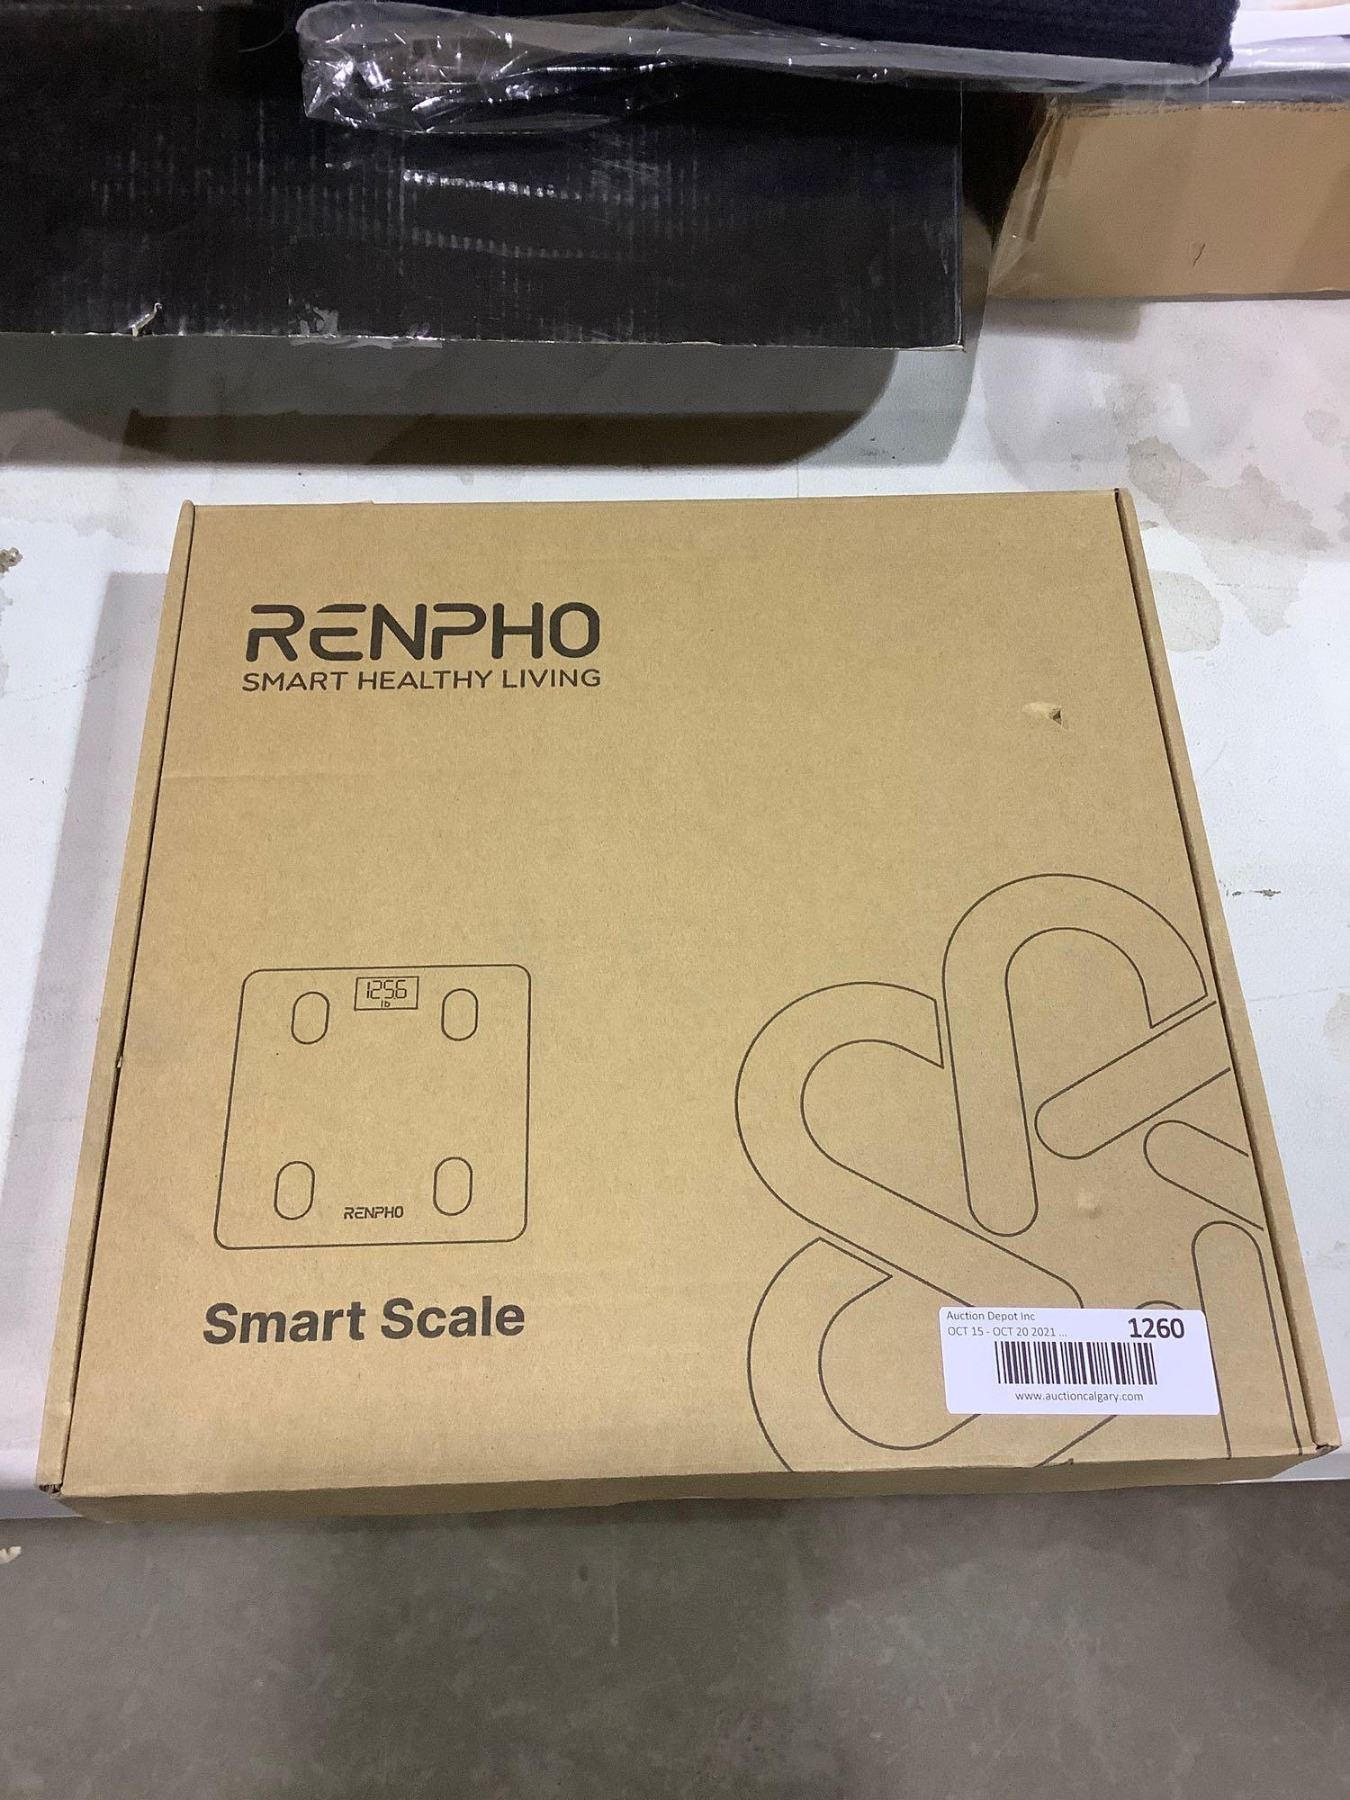 RENPHO
SMART HEALTHY LIVING
125.6
lb
RENPHO
Smart Scale
Auction Depot Inc
OCT 15 - OCT 20 2021 ...
1260
www.auctioncalgary.com